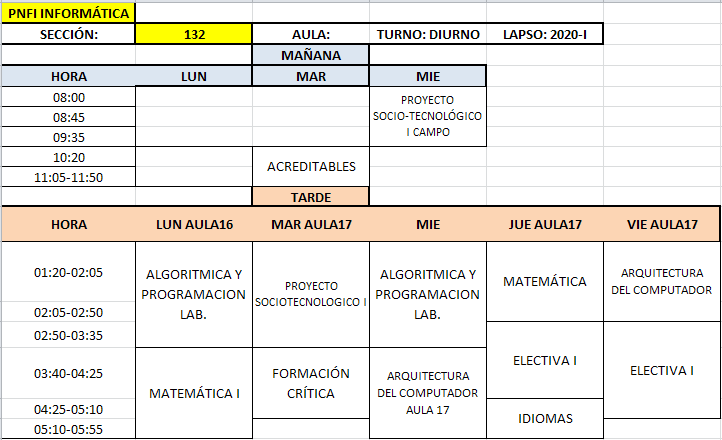 PNFI INFORMÁTICA
SECCIÓN: 132 AULA: TURNO: DIURNO LAPSO: 2020-I
MAÑANA
HORA LUN MAR MIE
08:00
08:45
09:35
PROYECTO
SOCIO-TECNOLÓGICO
I CAMPO
10:20
11:05-11:50
ACREDITABLES
TARDE
HORA LUN AULA16 MAR AULA17 MIE JUE AULA17 VIE AULA17
01:20-02:05
02:05-02:50
02:50-03:35
ALGORITMICA Y
PROGRAMACION
LAB.
PROYECTO
SOCIOTECNOLOGICO I
ALGORITMICA Y
PROGRAMACION
LAB.
MATEMÁTICA
ARQUITECTURA
DEL COMPUTADOR
03:40-04:25
04:25-05:10
05:10-05:55
MATEMÁTICA I
FORMACIÓN
CRÍTICA
ARQUITECTURA
DEL COMPUTADOR
AULA 17
ELECTIVA I
IDIOMAS
ELECTIVA I